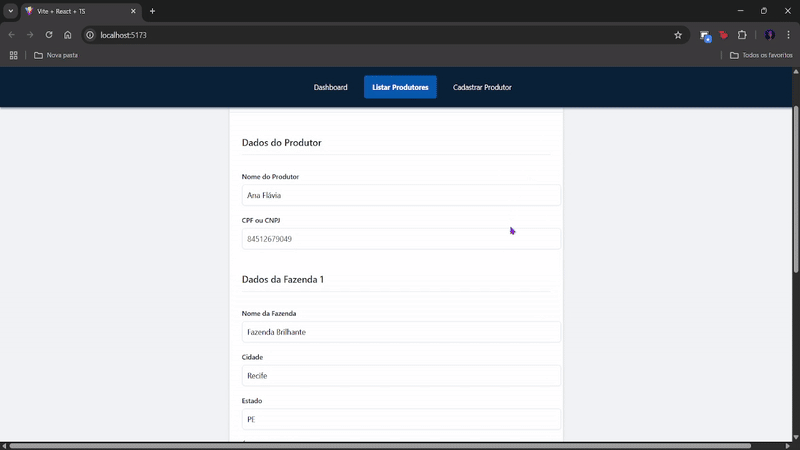 Vite + React + TS
localhost:5173
Nova pasta
Todos os favoritos
Dashboard
Listar Produtores
Cadastrar Produtor
Dados do Produtor
Nome do Produtor
Ana Flávia
CPF ou CNPJ
84512679049
Dados da Fazenda 1
Nome da Fazenda
Fazenda Brilhante
Cidade
Recife
Estado
PE